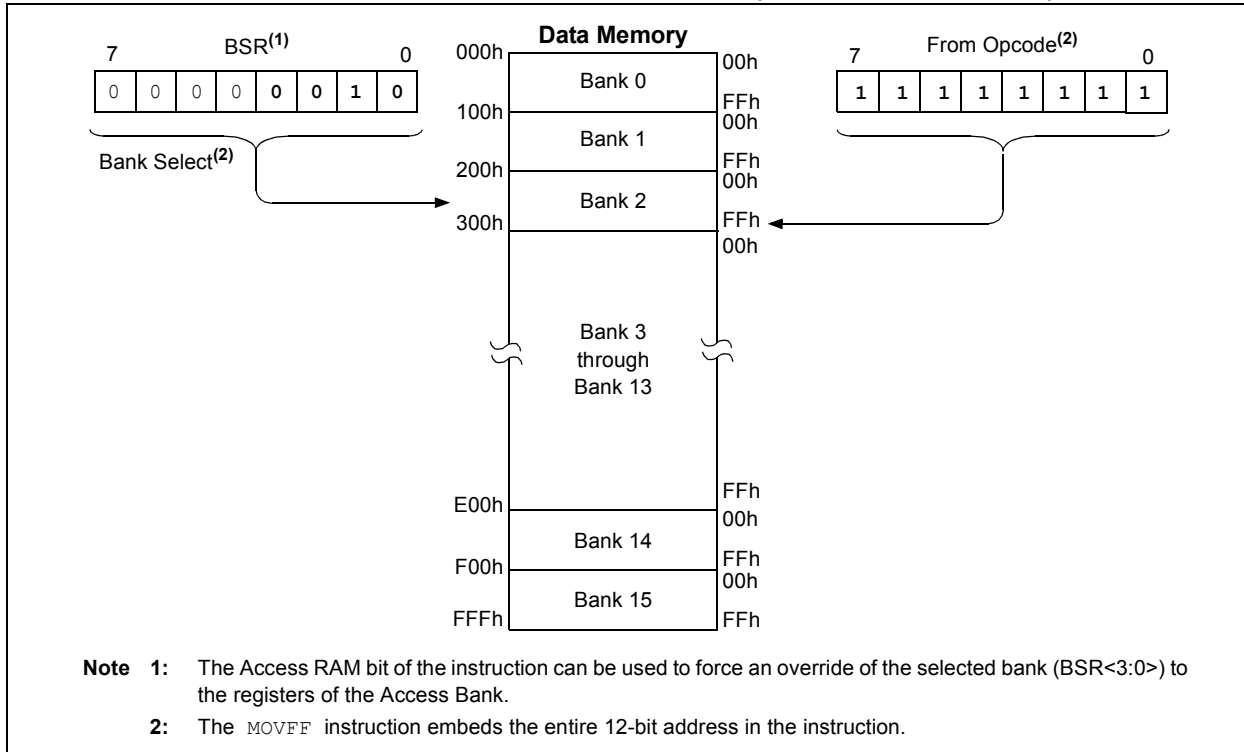 Data Memory
7 BSR(1) 0
0 0 0 0 0 0 1 0
Bank Select(2)
7 From Opcode(2) 0
1 1 1 1 1 1 1 1
000h
Bank 0
00h
FFh
100h
Bank 1
00h
FFh
200h
Bank 2
00h
FFh
300h
00h
Bank 3
through
Bank 13
FFh
E00h
Bank 14
00h
FFh
F00h
Bank 15
00h
FFFh
FFh
Note 1: The Access RAM bit of the instruction can be used to force an override of the selected bank (BSR<3:0>) to
the registers of the Access Bank.
2: The MOVFF instruction embeds the entire 12-bit address in the instruction.